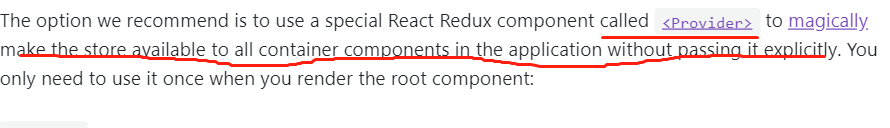 The option we recommend is to use a special React Redux component called <Provider> to magically
make the store available to all container components in the application without passing it explicitly. You
only need to use it once when you render the root component: